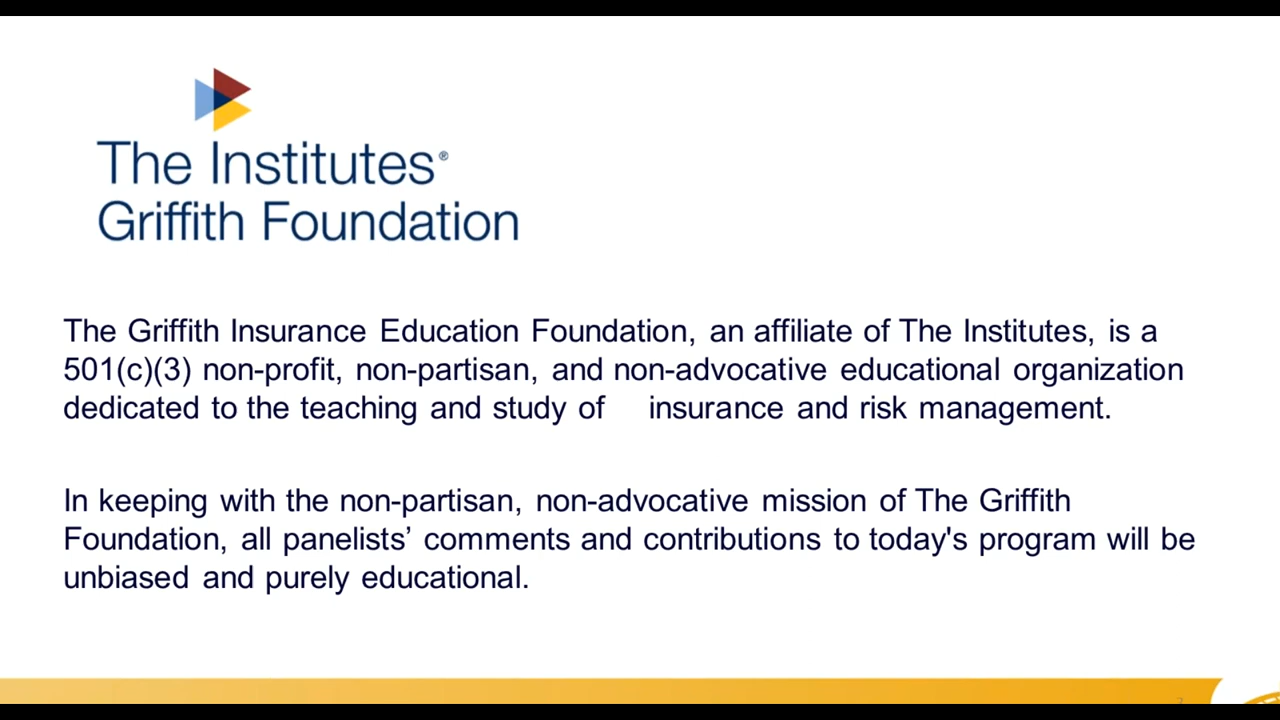 The Institutes®
Griffith Foundation
The Griffith Insurance Education Foundation, an affiliate of The Institutes, is a
501(c)(3) non-profit, non-partisan, and non-advocative educational organization
dedicated to the teaching and study of insurance and risk management.
In keeping with the non-partisan, non-advocative mission of The Griffith
Foundation, all panelists’ comments and contributions to today's program will be
unbiased and purely educational.